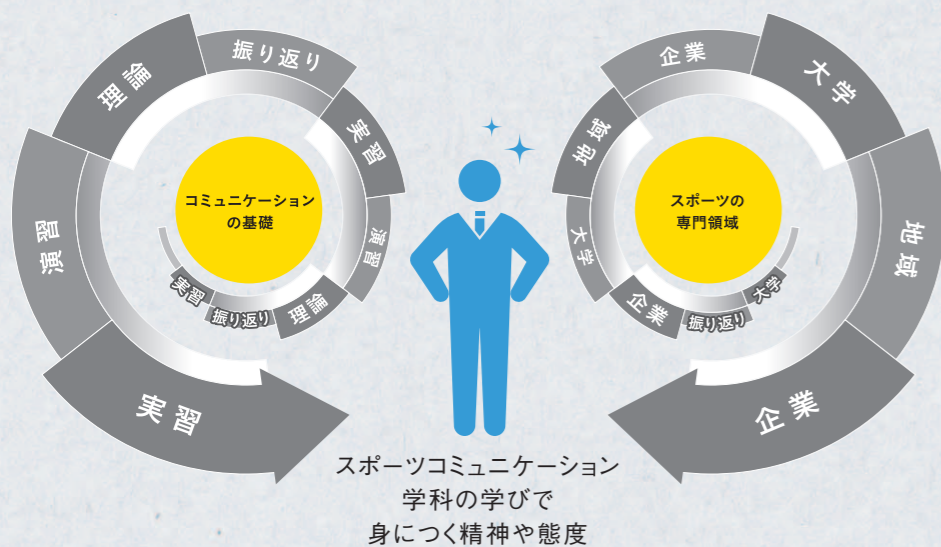 コミュニケーション
の基礎
実習
振り返り
理論
演習
実習
振り返り
理論
演習
実習
スポーツの
専門領域
大学
振り返り
企業
大学
地域
企業
大学
地域
企業
スポーツコミュニケーション
学科の学びで
身につく精神や態度